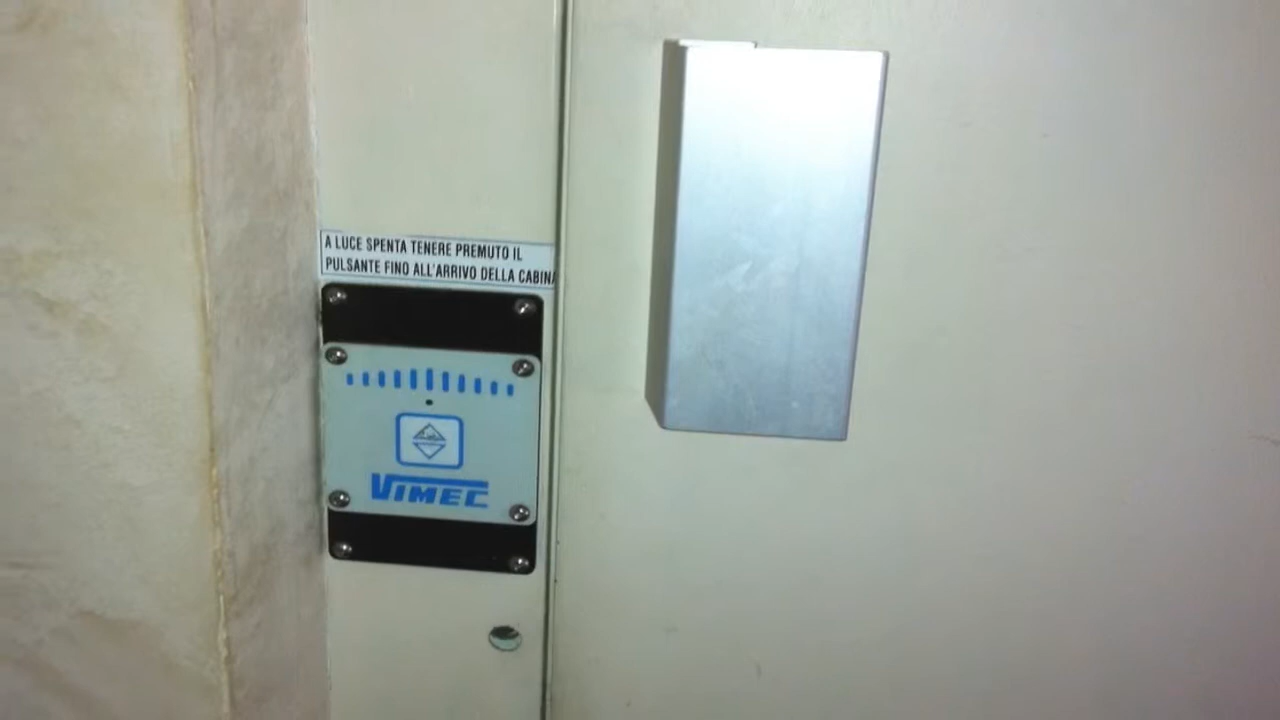 A LUCE SPENTA TENERE PREMUTO IL
PULSANTE FINO ALL'ARRIVO DELLA CABINA
VIMEC